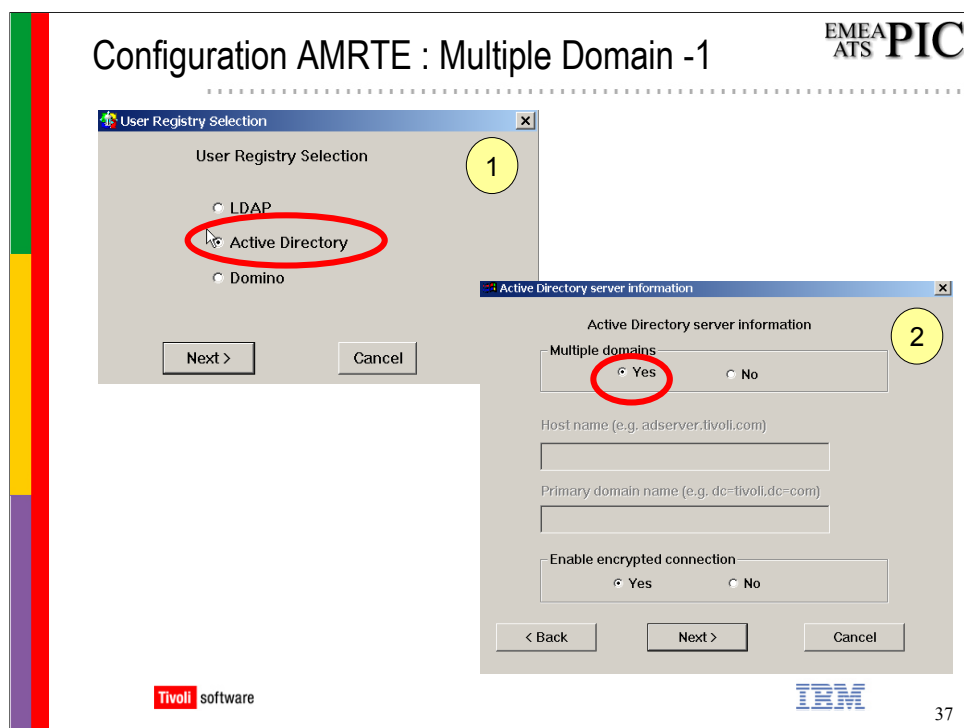 Configuration AMRTE : Multiple Domain -1
EMEA ATS PIC
User Registry Selection
User Registry Selection
1
LDAP
Active Directory
Domino
Next >
Cancel
Active Directory server information
Active Directory server information
2
Multiple domains
Yes
No
Host name (e.g. adserver.tivoli.com)
Primary domain name (e.g. dc=tivoli,dc=com)
Enable encrypted connection
Yes
No
< Back
Next >
Cancel
Tivoli software
IBM
37